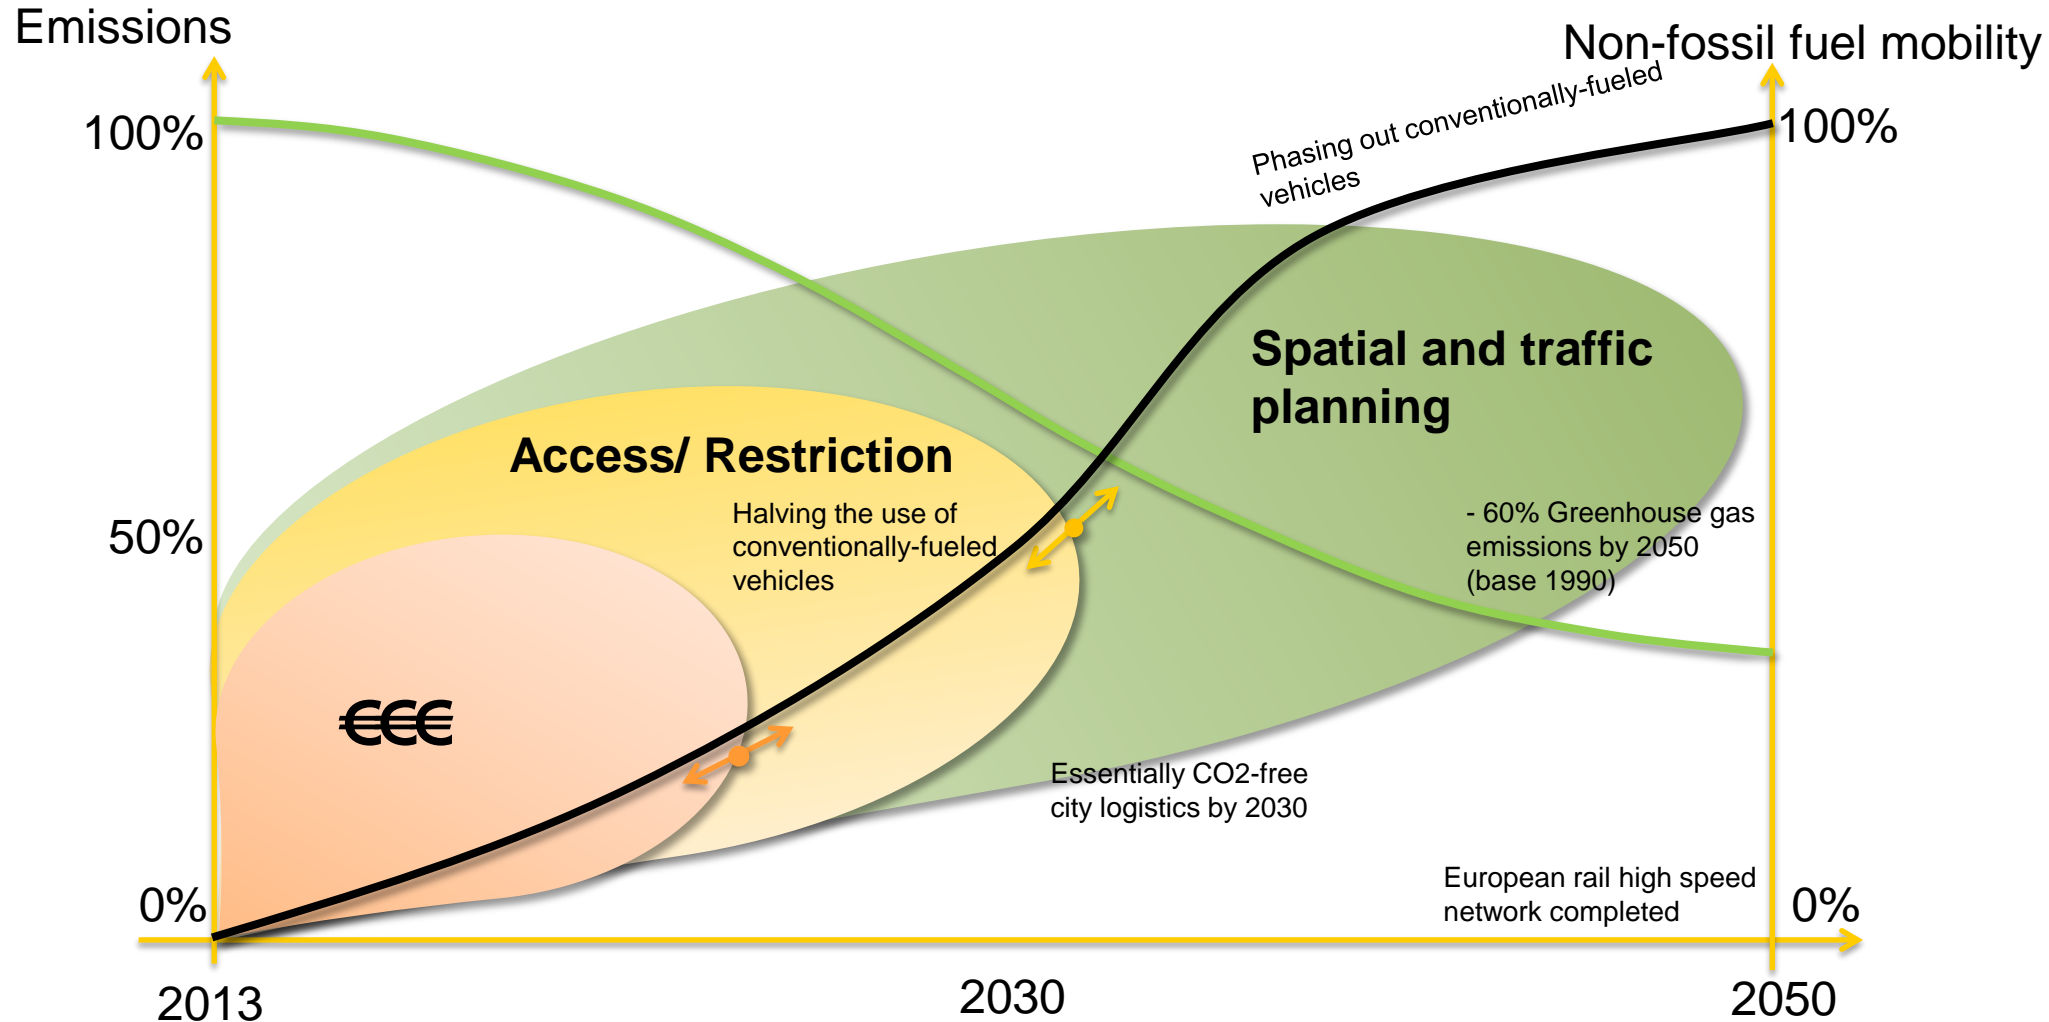 Emissions
Non-fossil fuel mobility
100%
100%
Phasing out conventionally-fueled
vehicles
Spatial and traffic
planning
Access/ Restriction
50%
Halving the use of
conventionally-fueled
vehicles
- 60% Greenhouse gas
emissions by 2050
(base 1990)
€€€
Essentially CO2-free
city logistics by 2030
European rail high speed
network completed
0%
0%
2013
2030
2050